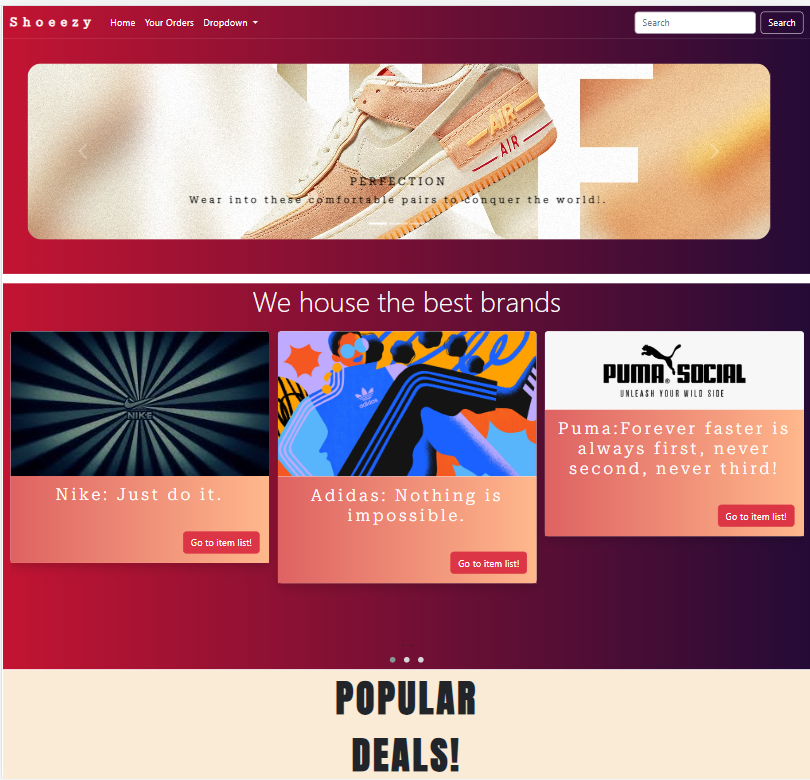 Shoeezy Home Your Orders Dropdown Search Search
AIR
AIR
PERFECTION
Wear into these comfortable pairs to conquer the world!.
We house the best brands
NIKE
adidas
PUMA® SOCIAL
UNLEASH YOUR WILD SIDE
Nike: Just do it.
Go to item list!
Adidas: Nothing is
impossible.
Go to item list!
Puma:Forever faster is
always first, never
second, never third!
Go to item list!
POPULAR
DEALS!